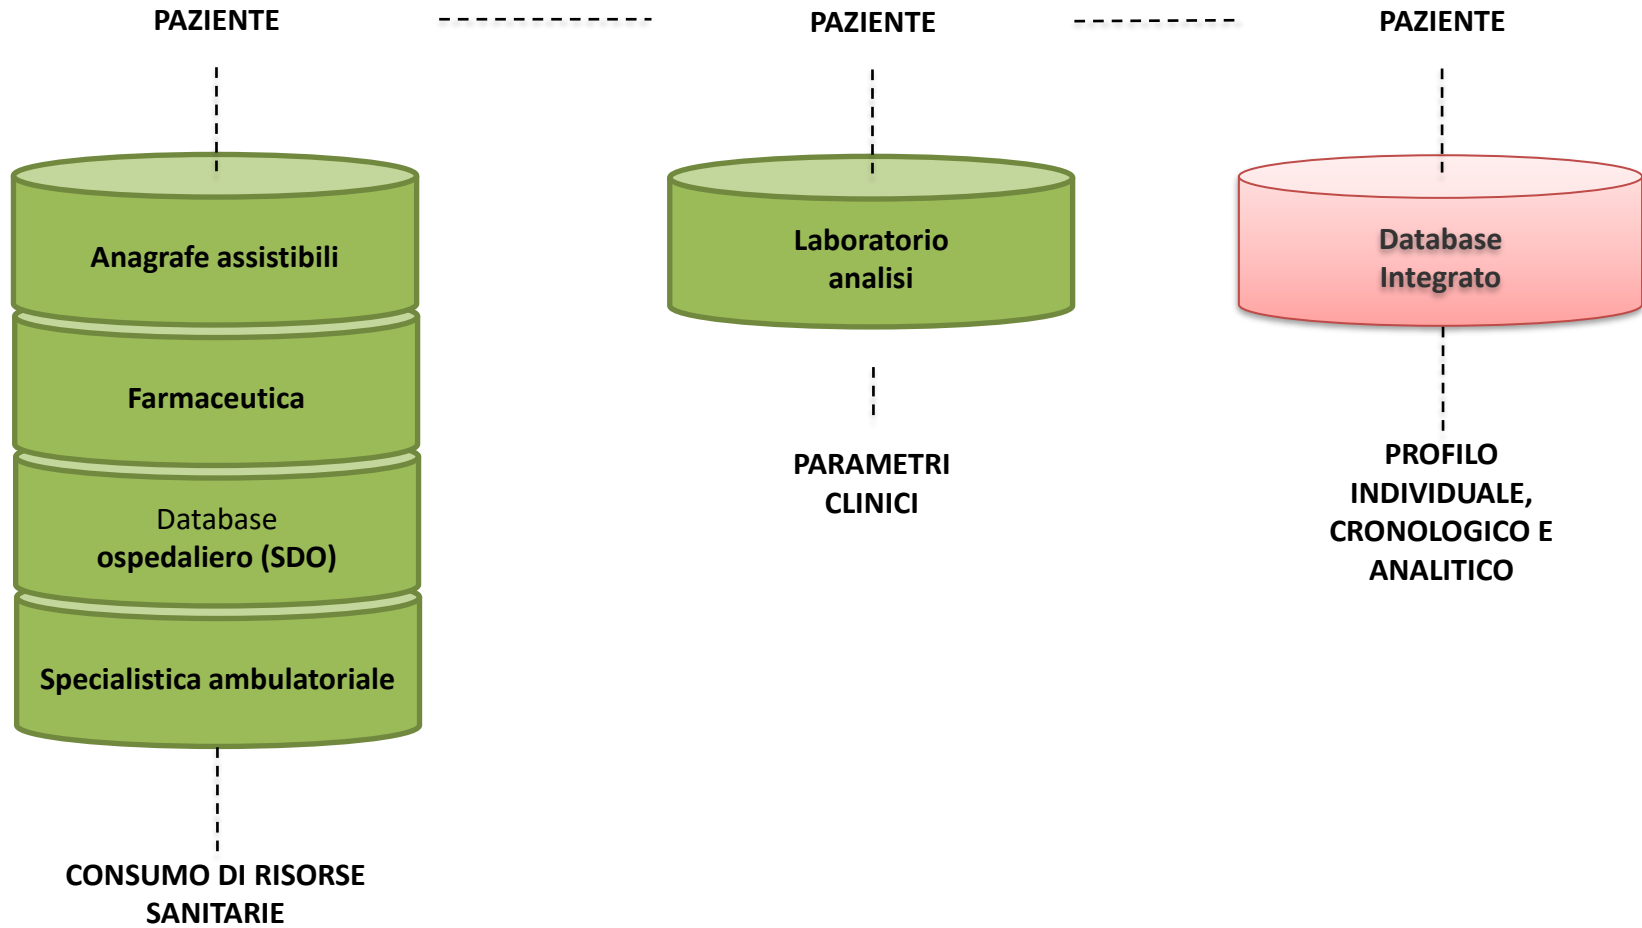 PAZIENTE
PAZIENTE
PAZIENTE
Anagrafe assistibili
Farmaceutica
Database
ospedaliero (SDO)
Specialistica ambulatoriale
CONSUMO DI RISORSE
SANITARIE
Laboratorio
analisi
PARAMETRI
CLINICI
Database
Integrato
PROFILO
INDIVIDUALE,
CRONOLOGICO E
ANALITICO